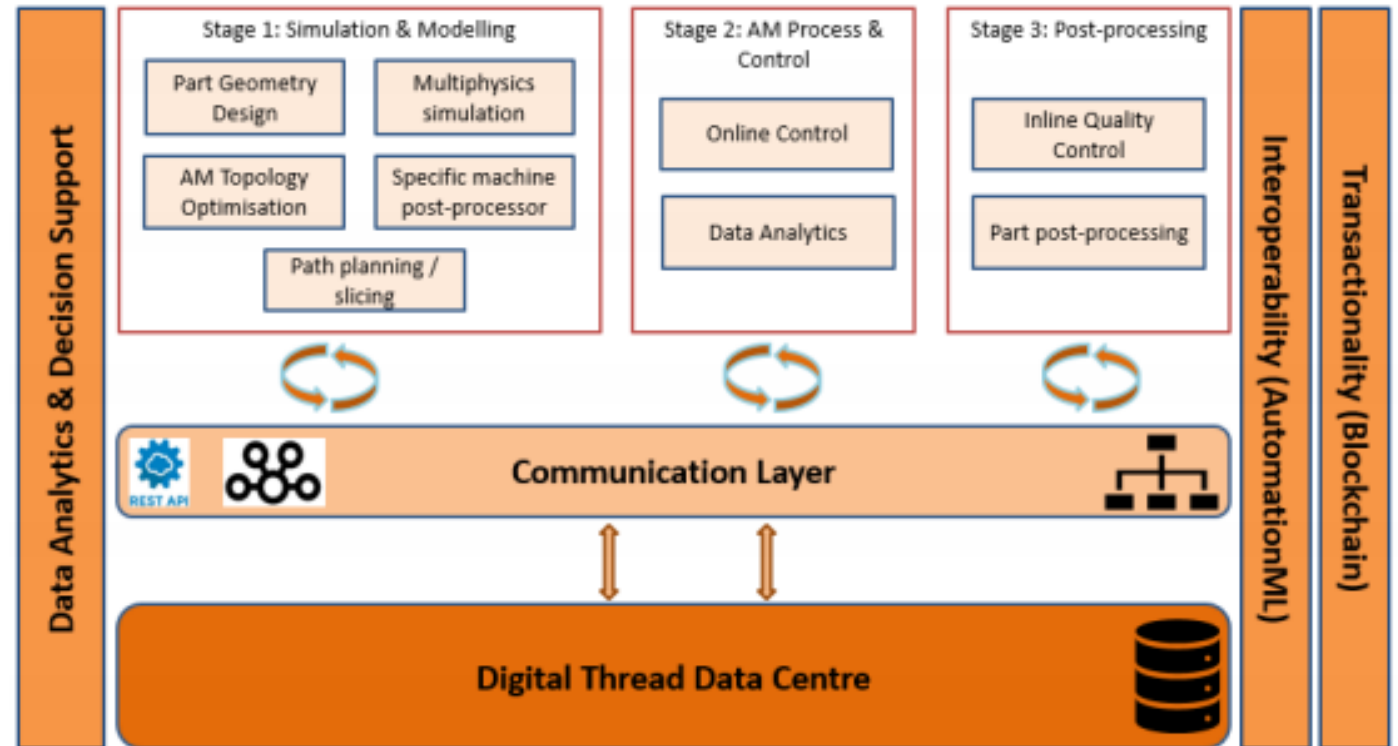 Data Analytics & Decision Support
Stage 1: Simulation & Modelling
Part Geometry
Design
Multiphysics
simulation
AM Topology
Optimisation
Specific machine
post-processor
Path planning /
slicing
Stage 2: AM Process &
Control
Online Control
Data Analytics
Stage 3: Post-processing
Inline Quality
Control
Part post-processing
Interoperability (AutomationML)
Transactionality (Blockchain)
REST API
Communication Layer
Digital Thread Data Centre